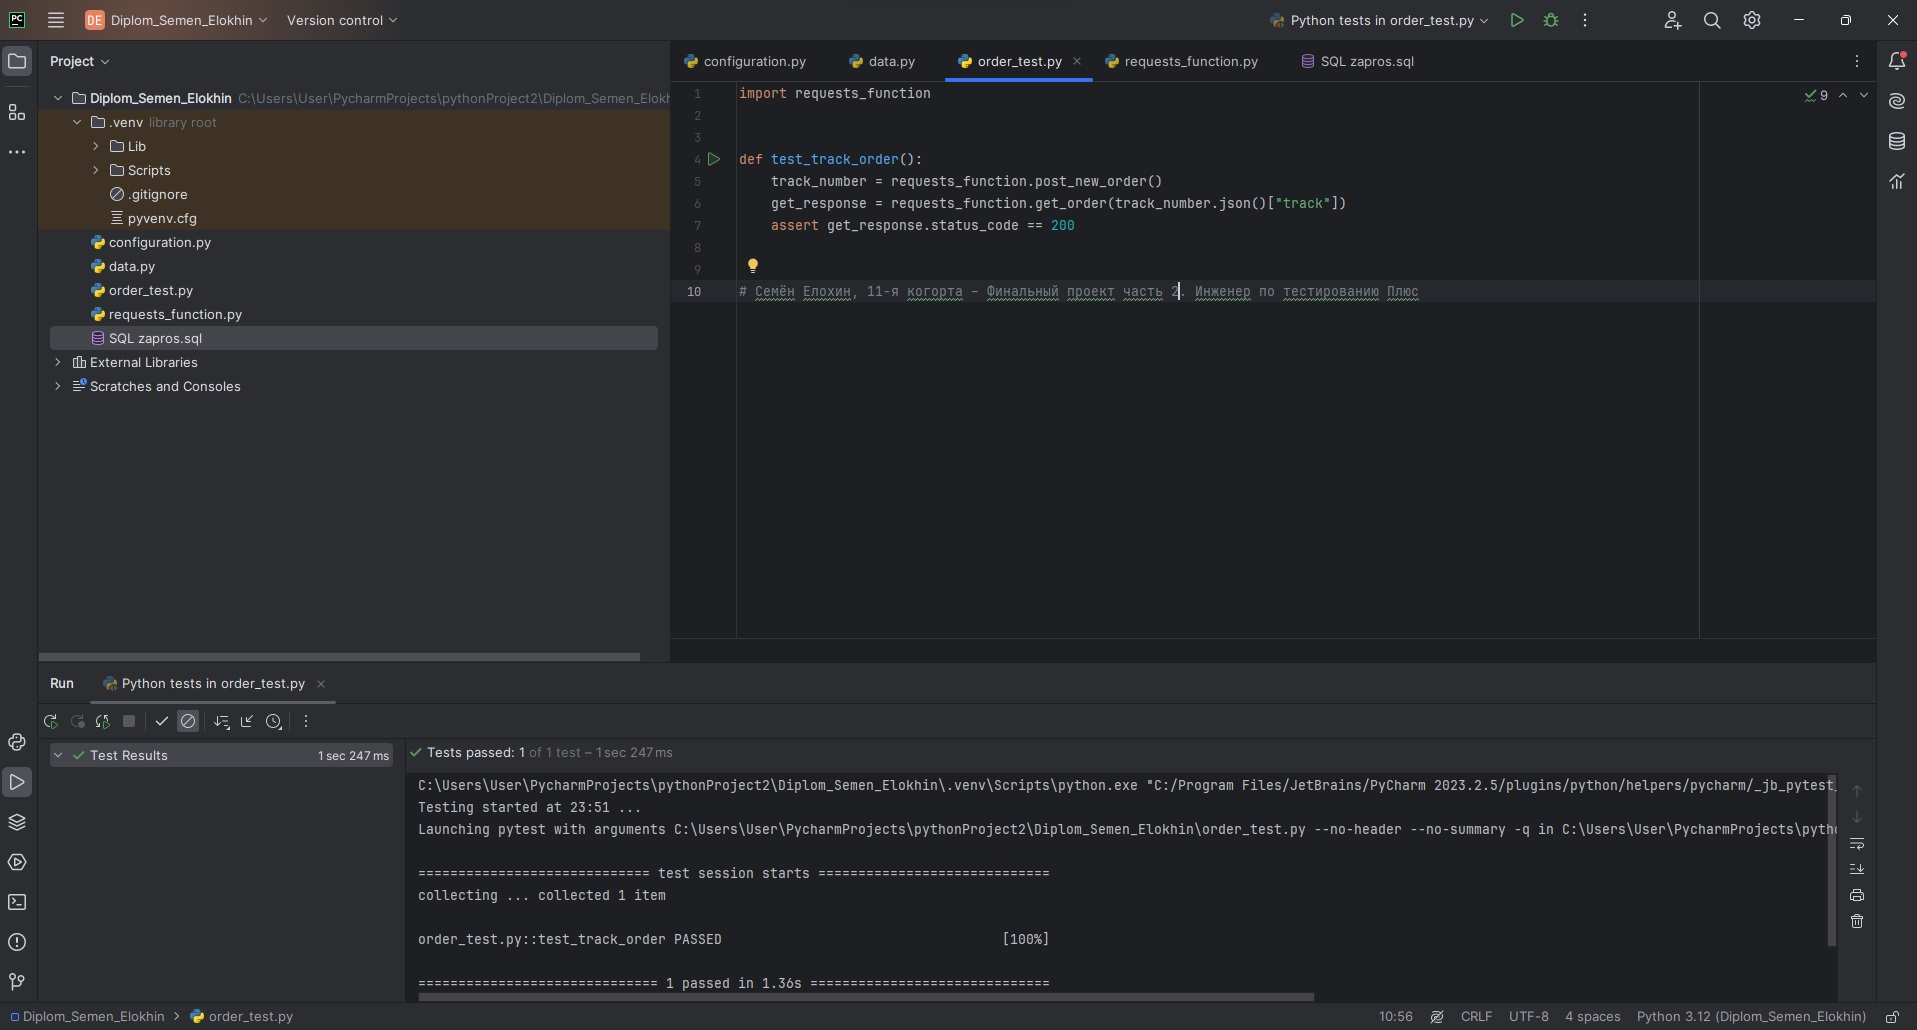 PC
DE Diplom_Semen_Elokhin
Version control
Python tests in order_test.py
Project
configuration.py
data.py
order_test.py
requests_function.py
SQL zapros.sql
Diplom_Semen_Elokhin C:\Users\User\PycharmProjects\pythonProject2\Diplom_Semen_Elokh
.venv library root
Lib
Scripts
.gitignore
pyvenv.cfg
configuration.py
data.py
order_test.py
requests_function.py
SQL zapros.sql
External Libraries
Scratches and Consoles
1 import requests_function
2
3
4 def test_track_order():
5 track_number = requests_function.post_new_order()
6 get_response = requests_function.get_order(track_number.json()["track"])
7 assert get_response.status_code == 200
8
9
10 # Семён Елохин, 11-я когорта – Финальный проект часть 2. Инженер по тестированию Плюс
9
Run
Python tests in order_test.py
Test Results 1 sec 247 ms
Tests passed: 1 of 1 test – 1 sec 247 ms
C:\Users\User\PycharmProjects\pythonProject2\Diplom_Semen_Elokhin\.venv\Scripts\python.exe "C:/Program Files/JetBrains/PyCharm 2023.2.5/plugins/python/helpers/pycharm/_jb_pytest_
Testing started at 23:51 ...
Launching pytest with arguments C:\Users\User\PycharmProjects\pythonProject2\Diplom_Semen_Elokhin\order_test.py --no-header --no-summary -q in C:\Users\User\PycharmProjects\pytho
============================= test session starts =============================
collecting ... collected 1 item
order_test.py::test_track_order PASSED [100%]
============================== 1 passed in 1.36s ==============================
Diplom_Semen_Elokhin
order_test.py
10:56
CRLF
UTF-8
4 spaces
Python 3.12 (Diplom_Semen_Elokhin)